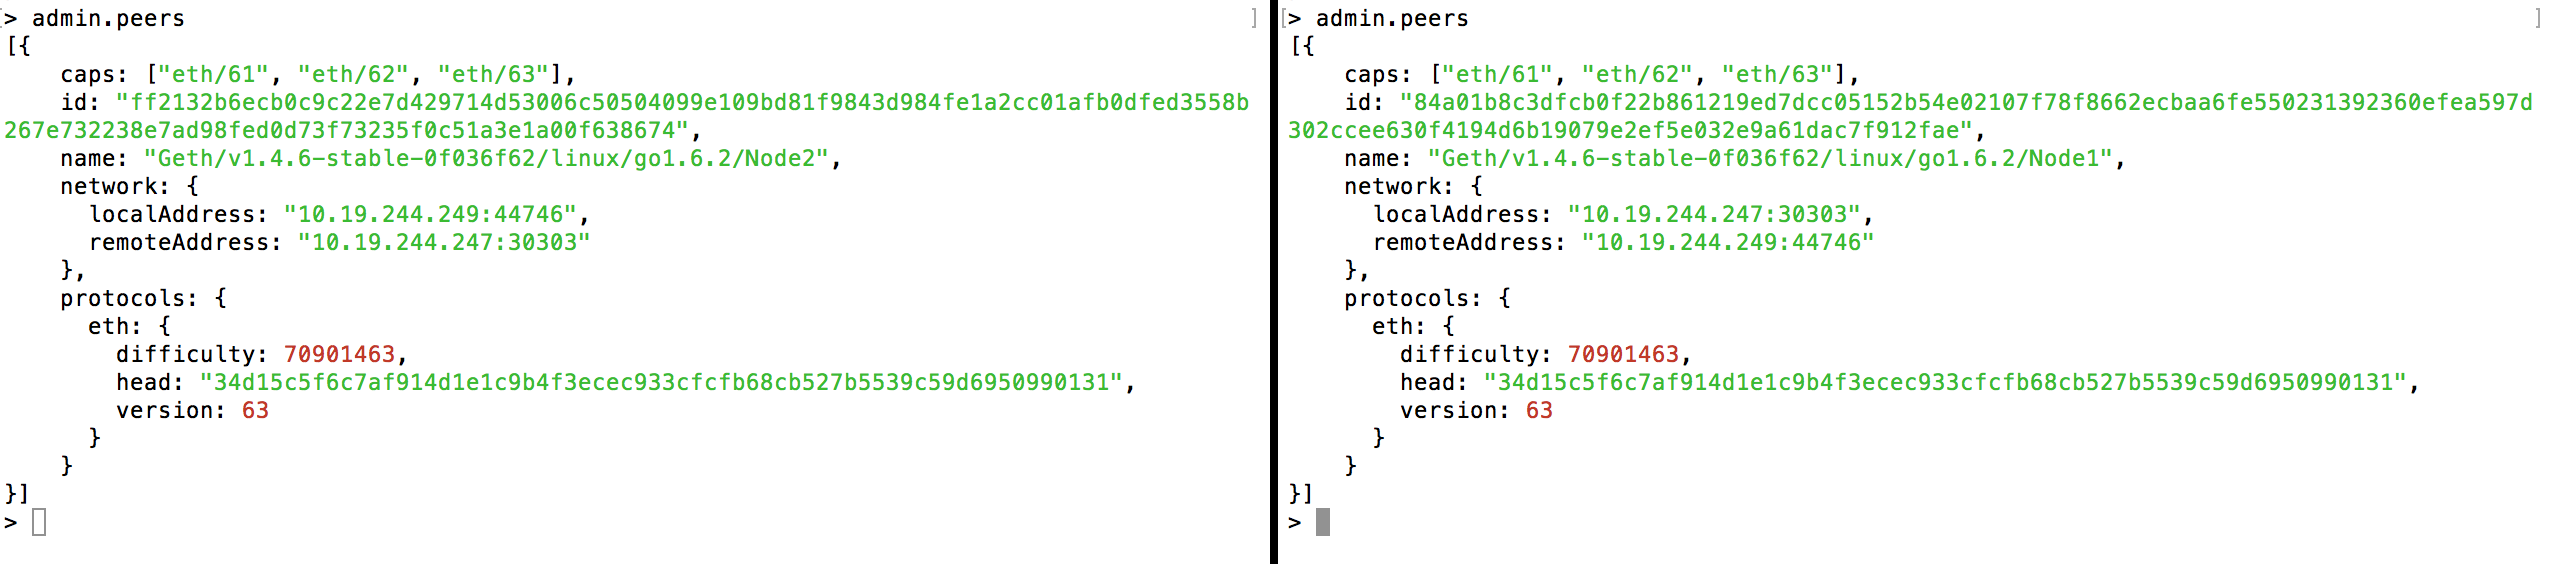 [> admin.peers ]
[{
    caps: ["eth/61", "eth/62", "eth/63"],
    id: "ff2132b6ecb0c9c22e7d429714d53006c50504099e109bd81f9843d984fe1a2cc01afb0dfed3558b
267e732238e7ad98fed0d73f73235f0c51a3e1a00f638674",
    name: "Geth/v1.4.6-stable-0f036f62/linux/go1.6.2/Node2",
    network: {
      localAddress: "10.19.244.249:44746",
      remoteAddress: "10.19.244.247:30303"
    },
    protocols: {
      eth: {
        difficulty: 70901463,
        head: "34d15c5f6c7af914d1e1c9b4f3ecec933cfcfb68cb527b5539c59d6950990131",
        version: 63
      }
    }
}]
>
[> admin.peers ]
[{
    caps: ["eth/61", "eth/62", "eth/63"],
    id: "84a01b8c3dfcb0f22b861219ed7dcc05152b54e02107f78f8662ecbaa6fe550231392360efea597d
302ccee630f4194d6b19079e2ef5e032e9a61dac7f912fae",
    name: "Geth/v1.4.6-stable-0f036f62/linux/go1.6.2/Node1",
    network: {
      localAddress: "10.19.244.247:30303",
      remoteAddress: "10.19.244.249:44746"
    },
    protocols: {
      eth: {
        difficulty: 70901463,
        head: "34d15c5f6c7af914d1e1c9b4f3ecec933cfcfb68cb527b5539c59d6950990131",
        version: 63
      }
    }
}]
>